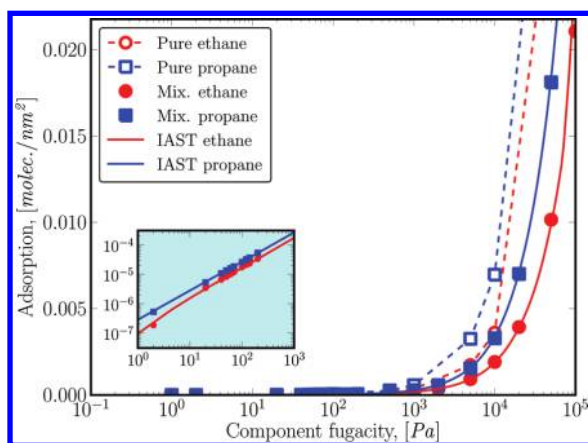 0.020
0.015
0.010
0.005
0.000
Adsorption, [molec./nm²]
Pure ethane
Pure propane
Mix. ethane
Mix. propane
IAST ethane
IAST propane
10⁻⁴
10⁻⁵
10⁻⁶
10⁻⁷
10⁰ 10¹ 10² 10³
10⁻¹ 10⁰ 10¹ 10² 10³ 10⁴ 10⁵
Component fugacity, [Pa]